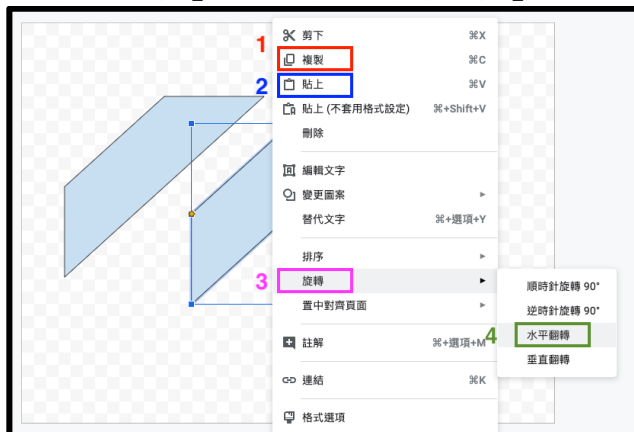 剪下 ⌘X
1 複製 ⌘C
2 貼上 ⌘V
貼上 (不套用格式設定) ⌘+Shift+V
刪除
編輯文字
變更圖案
替代文字 ⌘+選項+Y
排序
3 旋轉
順時針旋轉 90°
置中對齊頁面
逆時針旋轉 90°
4 水平翻轉
註解 ⌘+選項+M
垂直翻轉
連結 ⌘K
格式選項